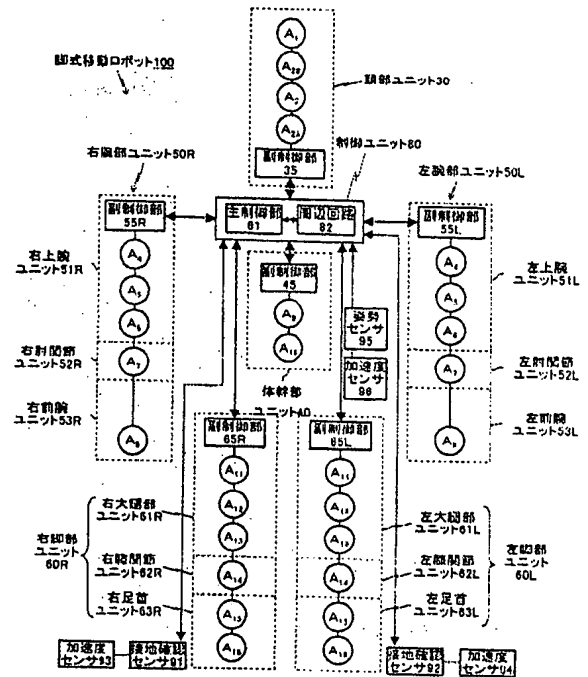 脚式移動ロボット100
頭部ユニット30
A1
A2
副制御部
35
制御ユニット80
主制御部
81
周辺回路
82
右腕部ユニット50R
副制御部
55R
右上腕
ユニット51R
A4
A5
A6
右肘関節
ユニット52R
A7
右前腕
ユニット53R
A8
副制御部
45
A9
A10
体幹部
ユニット40
姿勢
センサ
95
加速度
センサ
96
左腕部ユニット50L
副制御部
55L
左上腕
ユニット51L
A4
A5
A6
左肘関節
ユニット52L
A7
左前腕
ユニット53L
A8
副制御部
65R
右脚部
ユニット
60R
右大腿部
ユニット61R
A11
A12
A13
右膝関節
ユニット62R
A14
右足首
ユニット63R
A15
A16
副制御部
65L
左大腿部
ユニット61L
A11
A12
A13
左膝関節
ユニット62L
A14
左足首
ユニット63L
A15
A16
左脚部
ユニット
60L
加速度
センサ93
接地確認
センサ91
接地確認
センサ92
加速度
センサ94